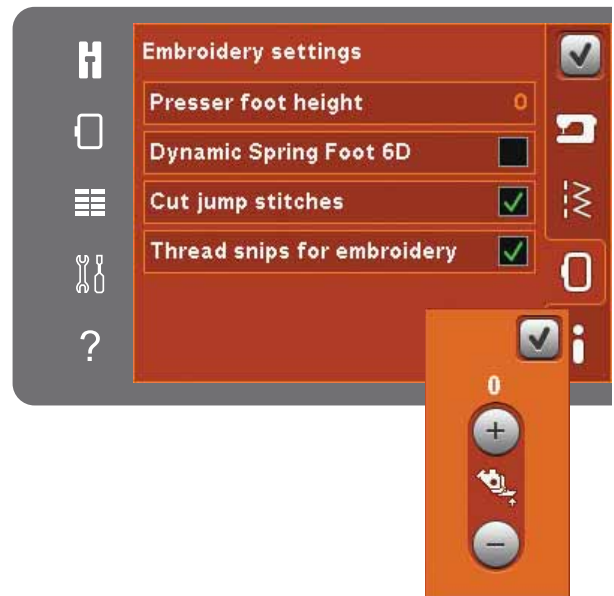 Embroidery settings
Presser foot height 0
Dynamic Spring Foot 6D
Cut jump stitches
Thread snips for embroidery
?
0
+
−